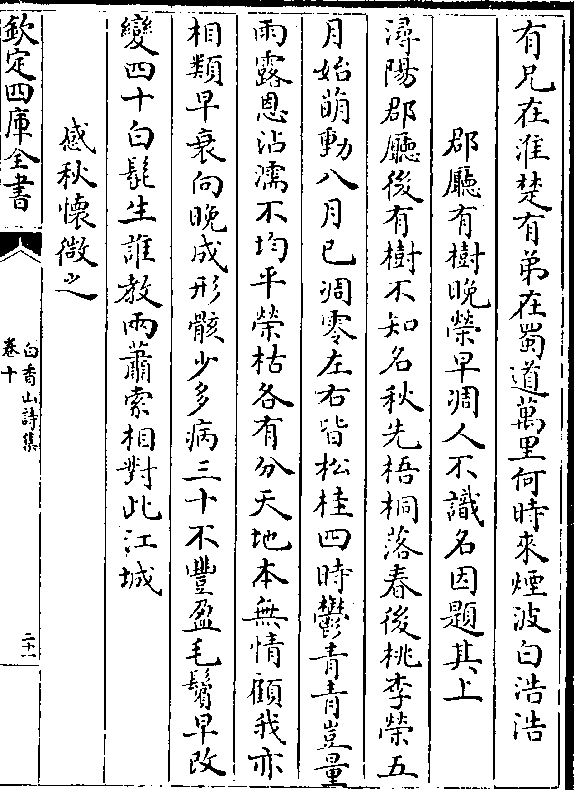 有兄在淮楚有弟在蜀道萬里何時來煙波白浩浩
郡廳有樹晚榮早凋人不識名因題其上
潯陽郡廳後有樹不知名秋先梧桐落春後桃李榮五
月始萌動八月已凋零左右皆松桂四時鬱青青豈量
雨露恩沾濡不均平榮枯各有分天地本無情顧我亦
相類早衰向晚成形骸少多病三十不豐盈毛鬢早改
變四十白髭生誰教兩蕭索相對此江城
感秋懷微之
欽定四庫全書
白香山詩集
卷十
二十一